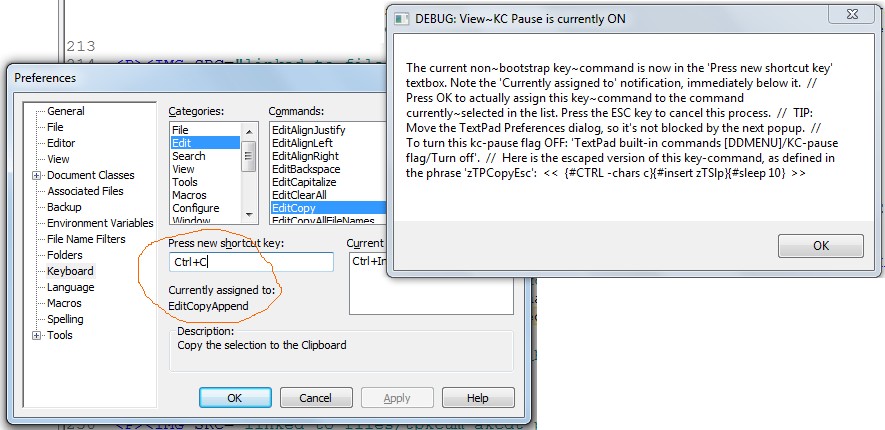 DEBUG: View~KC Pause is currently ON
The current non~bootstrap key~command is now in the 'Press new shortcut key'
textbox. Note the 'Currently assigned to' notification, immediately below it.  //
Press OK to actually assign this key~command to the command
currently~selected in the list. Press the ESC key to cancel this process.  //  TIP:
Move the TextPad Preferences dialog, so it's not blocked by the next popup.  //
To turn this kc-pause flag OFF: 'TextPad built-in commands [DDMENU]/KC-pause
flag/Turn off'.  //  Here is the escaped version of this key-command, as defined in
the phrase 'zTPCopyEsc':  <<  {#CTRL -chars c}{#insert zTSlp}{#sleep 10}  >>
OK
213
214 <P><IMG SRC="linked to fil
Preferences
General
File
Editor
View
Document Classes
Associated Files
Backup
Environment Variables
File Name Filters
Folders
Keyboard
Language
Macros
Spelling
Tools
Categories:
File
Edit
Search
View
Tools
Macros
Configure
Window
Commands:
EditAlignJustify
EditAlignLeft
EditAlignRight
EditBackspace
EditCapitalize
EditClearAll
EditCopy
EditCopyAllFileNames
Press new shortcut key:
Ctrl+C
Current
Ctrl+In
Currently assigned to:
EditCopyAppend
Description:
Copy the selection to the Clipboard
OK
Cancel
Apply
Help